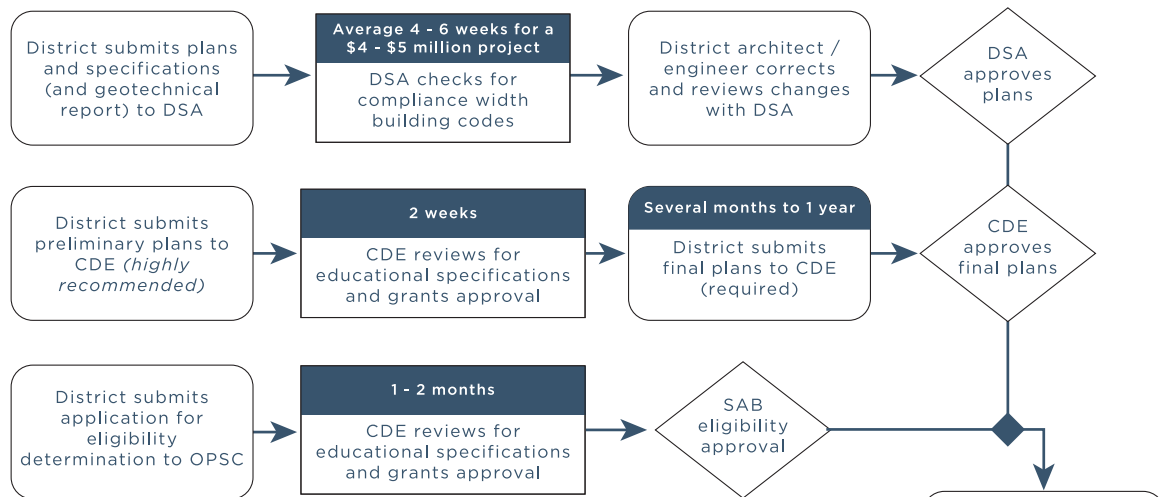 District submits plans
and specifications
(and geotechnical
report) to DSA
Average 4 - 6 weeks for a
$4 - $5 million project
DSA checks for
compliance width
building codes
District architect /
engineer corrects
and reviews changes
with DSA
DSA
approves
plans
District submits
preliminary plans to
CDE (highly
recommended)
2 weeks
CDE reviews for
educational specifications
and grants approval
Several months to 1 year
District submits
final plans to CDE
(required)
CDE
approves
final plans
District submits
application for
eligibility
determination to OPSC
1 - 2 months
CDE reviews for
educational specifications
and grants approval
SAB
eligibility
approval